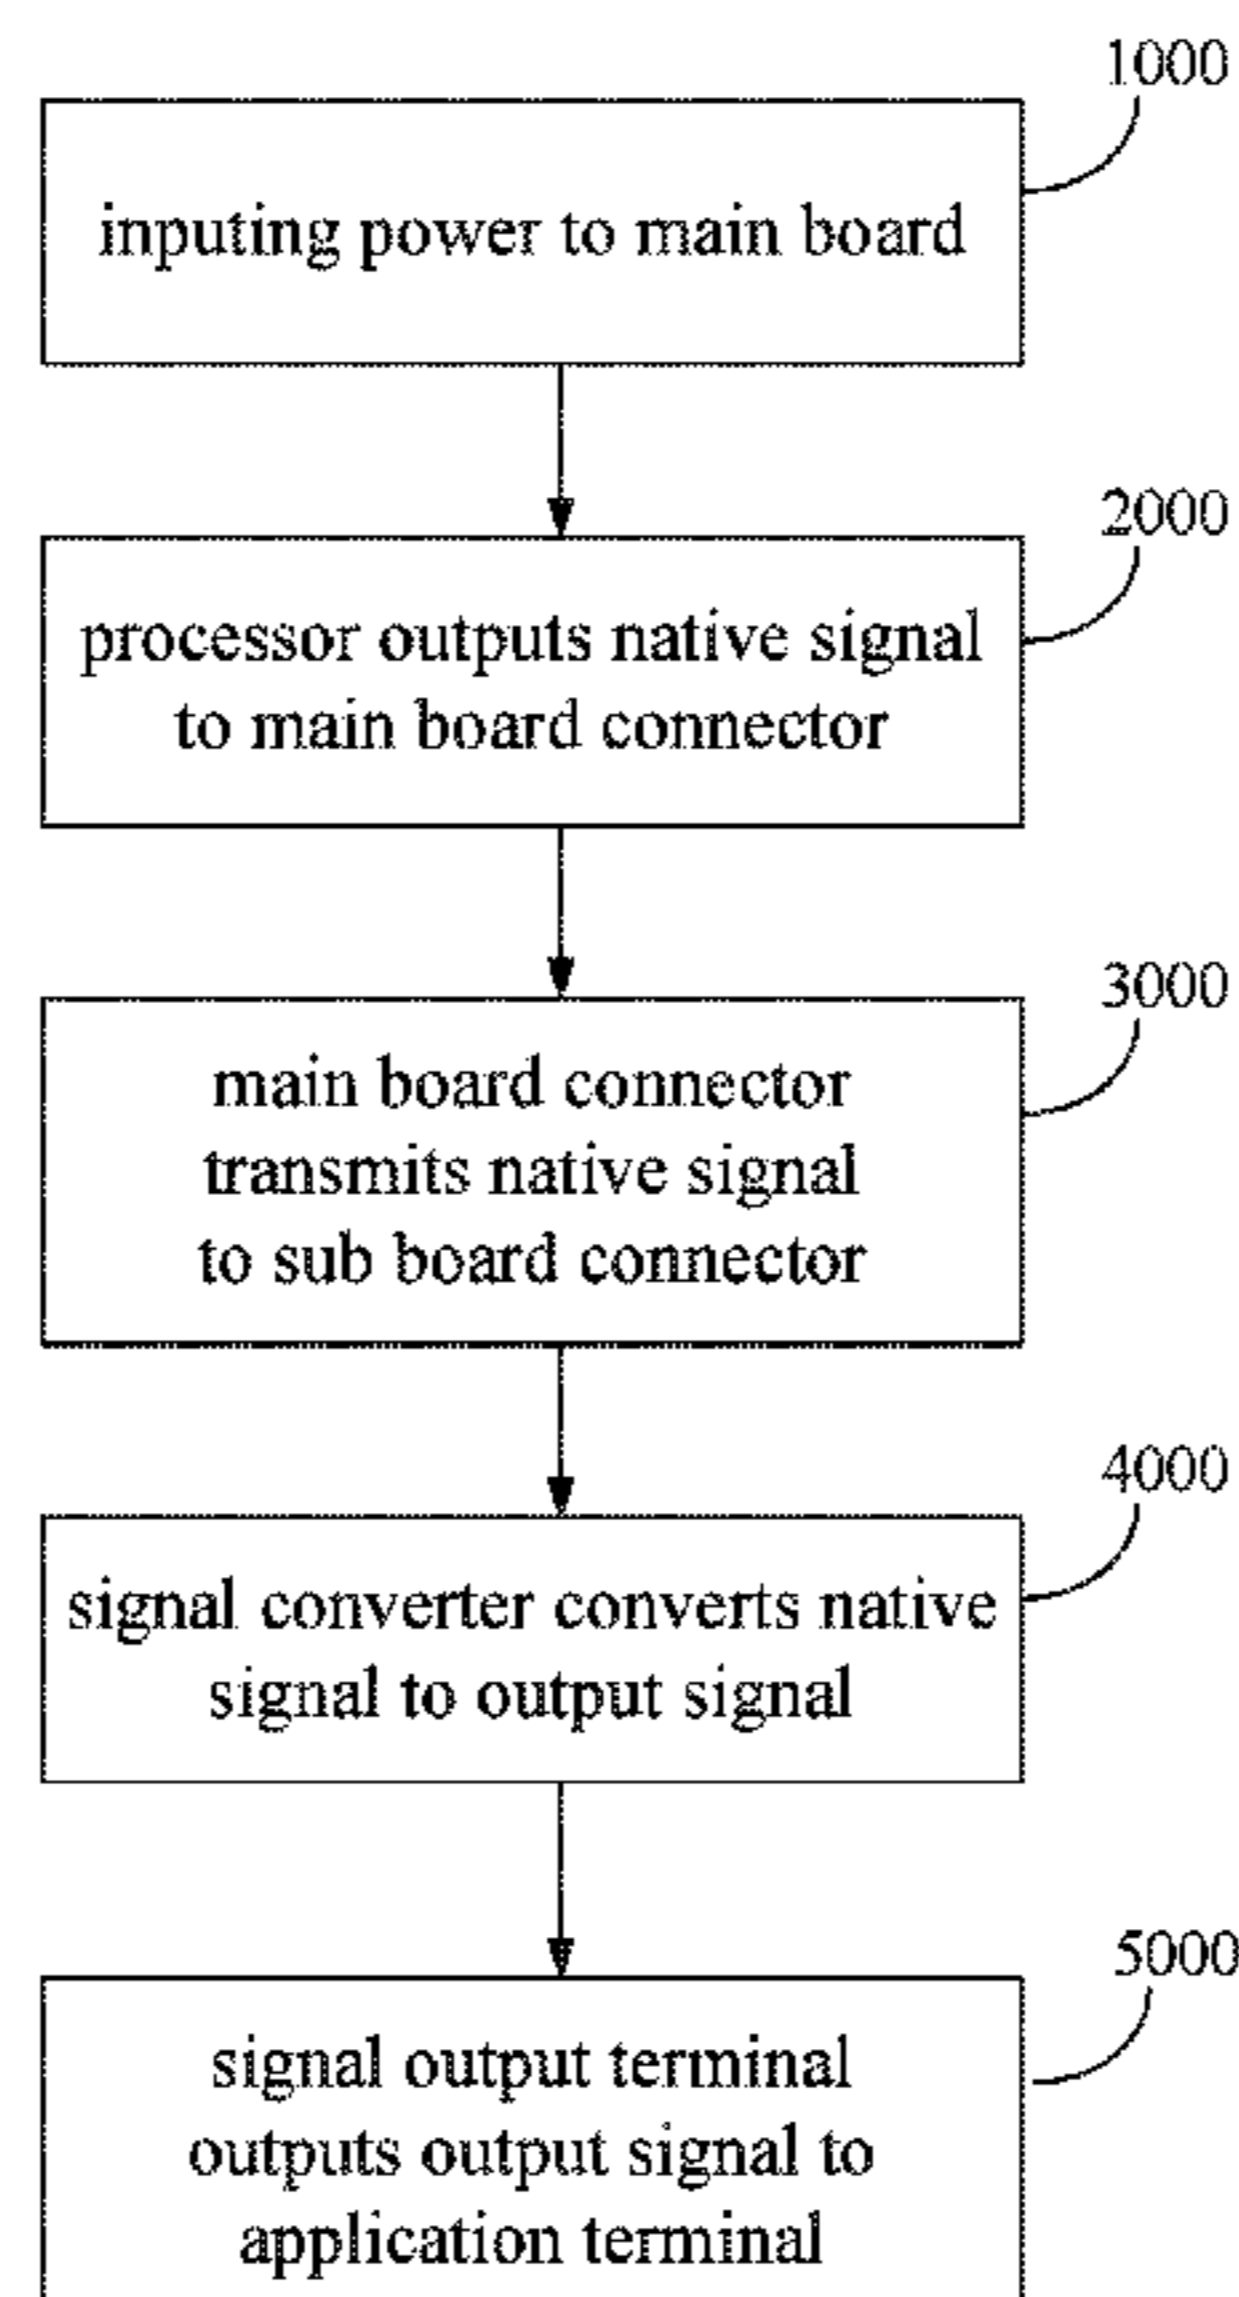 1000
inputing power to main board
2000
processor outputs native signal
to main board connector
3000
main board connector
transmits native signal
to sub board connector
4000
signal converter converts native
signal to output signal
5000
signal output terminal
outputs output signal to
application terminal